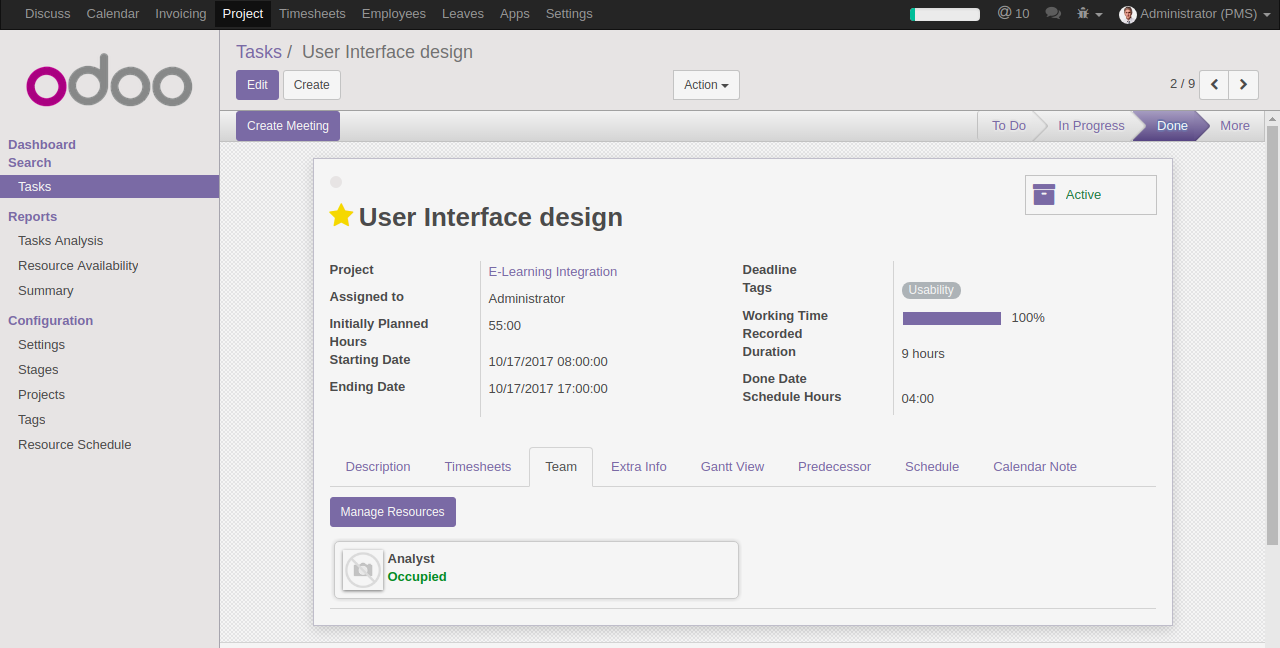 Discuss Calendar Invoicing Project Timesheets Employees Leaves Apps Settings @ 10 Administrator (PMS)
odoo
Tasks / User Interface design
Edit Create Action 2 / 9
Create Meeting To Do In Progress Done More
Dashboard
Search
Tasks
Reports
Tasks Analysis
Resource Availability
Summary
Configuration
Settings
Stages
Projects
Tags
Resource Schedule
Active
User Interface design
Project E-Learning Integration
Assigned to Administrator
Initially Planned
Hours 55:00
Starting Date 10/17/2017 08:00:00
Ending Date 10/17/2017 17:00:00
Deadline
Tags Usability
Working Time
Recorded 100%
Duration 9 hours
Done Date
Schedule Hours 04:00
Description Timesheets Team Extra Info Gantt View Predecessor Schedule Calendar Note
Manage Resources
Analyst
Occupied